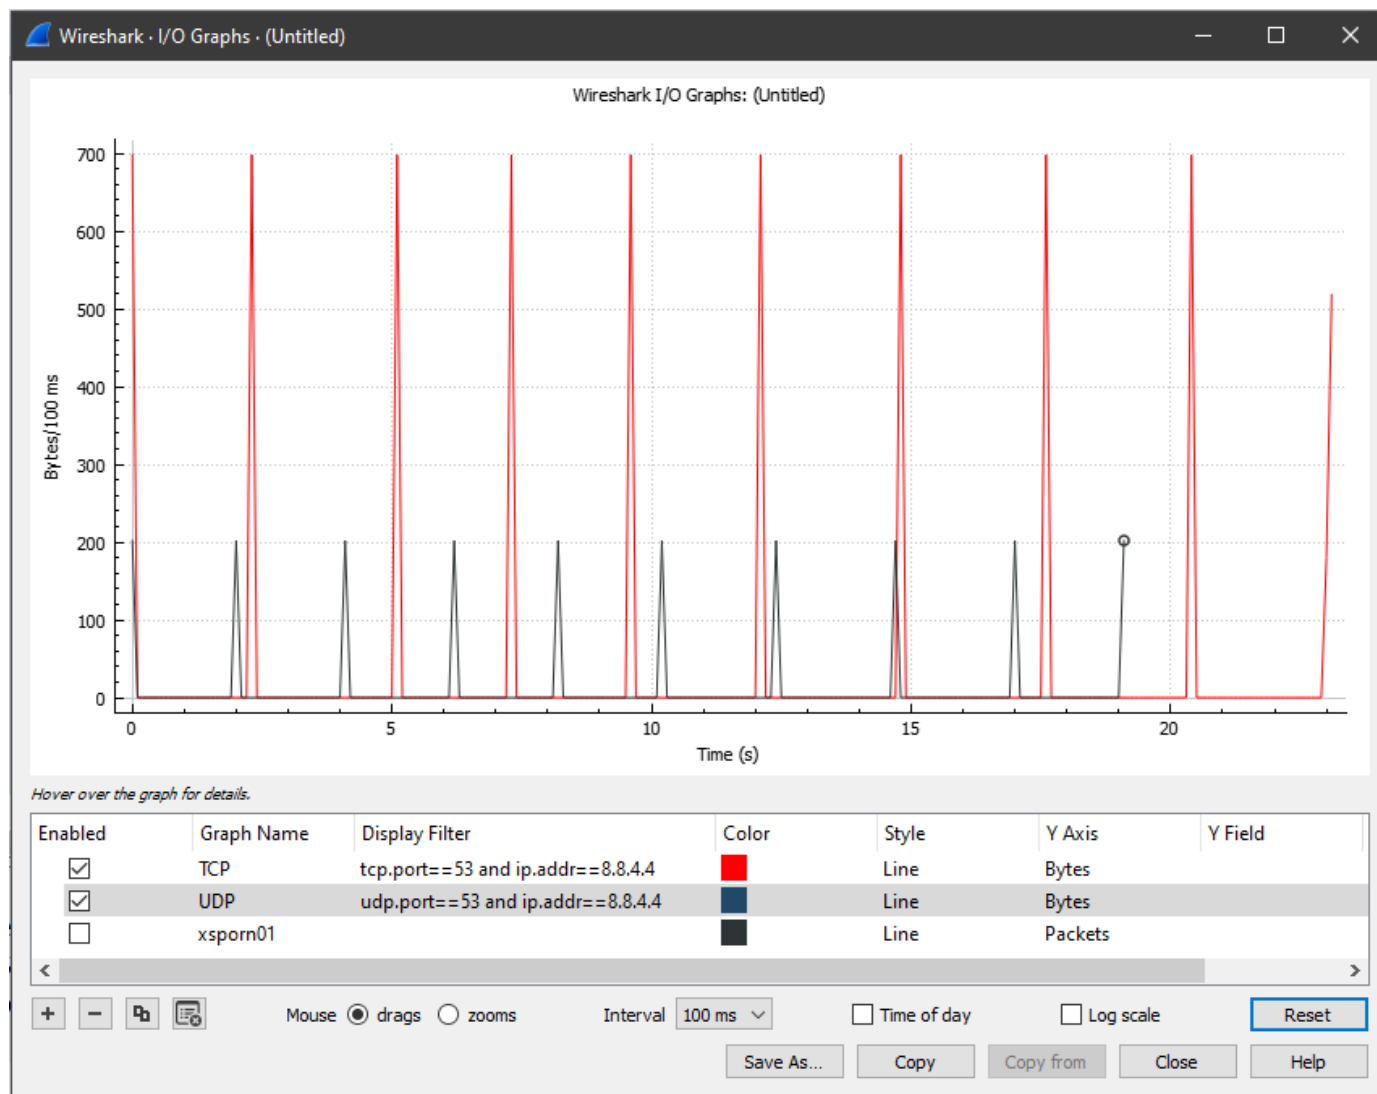 Wireshark · I/O Graphs · (Untitled)
Wireshark I/O Graphs: (Untitled)
700
600
500
400
300
200
100
0
Bytes/100 ms
0 5 10 15 20
Time (s)
Hover over the graph for details.
Enabled Graph Name Display Filter Color Style Y Axis Y Field
TCP tcp.port==53 and ip.addr==8.8.4.4 Line Bytes
UDP udp.port==53 and ip.addr==8.8.4.4 Line Bytes
xsporn01 Line Packets
Mouse drags zooms Interval 100 ms Time of day Log scale Reset
Save As... Copy Copy from Close Help